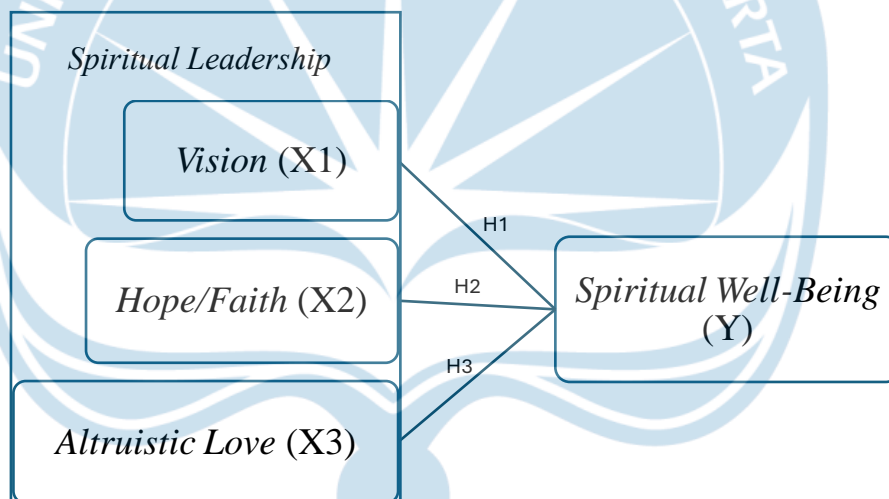 Spiritual Leadership
Vision (X1)
H1
Hope/Faith (X2)
H2
Spiritual Well-Being
(Y)
H3
Altruistic Love (X3)